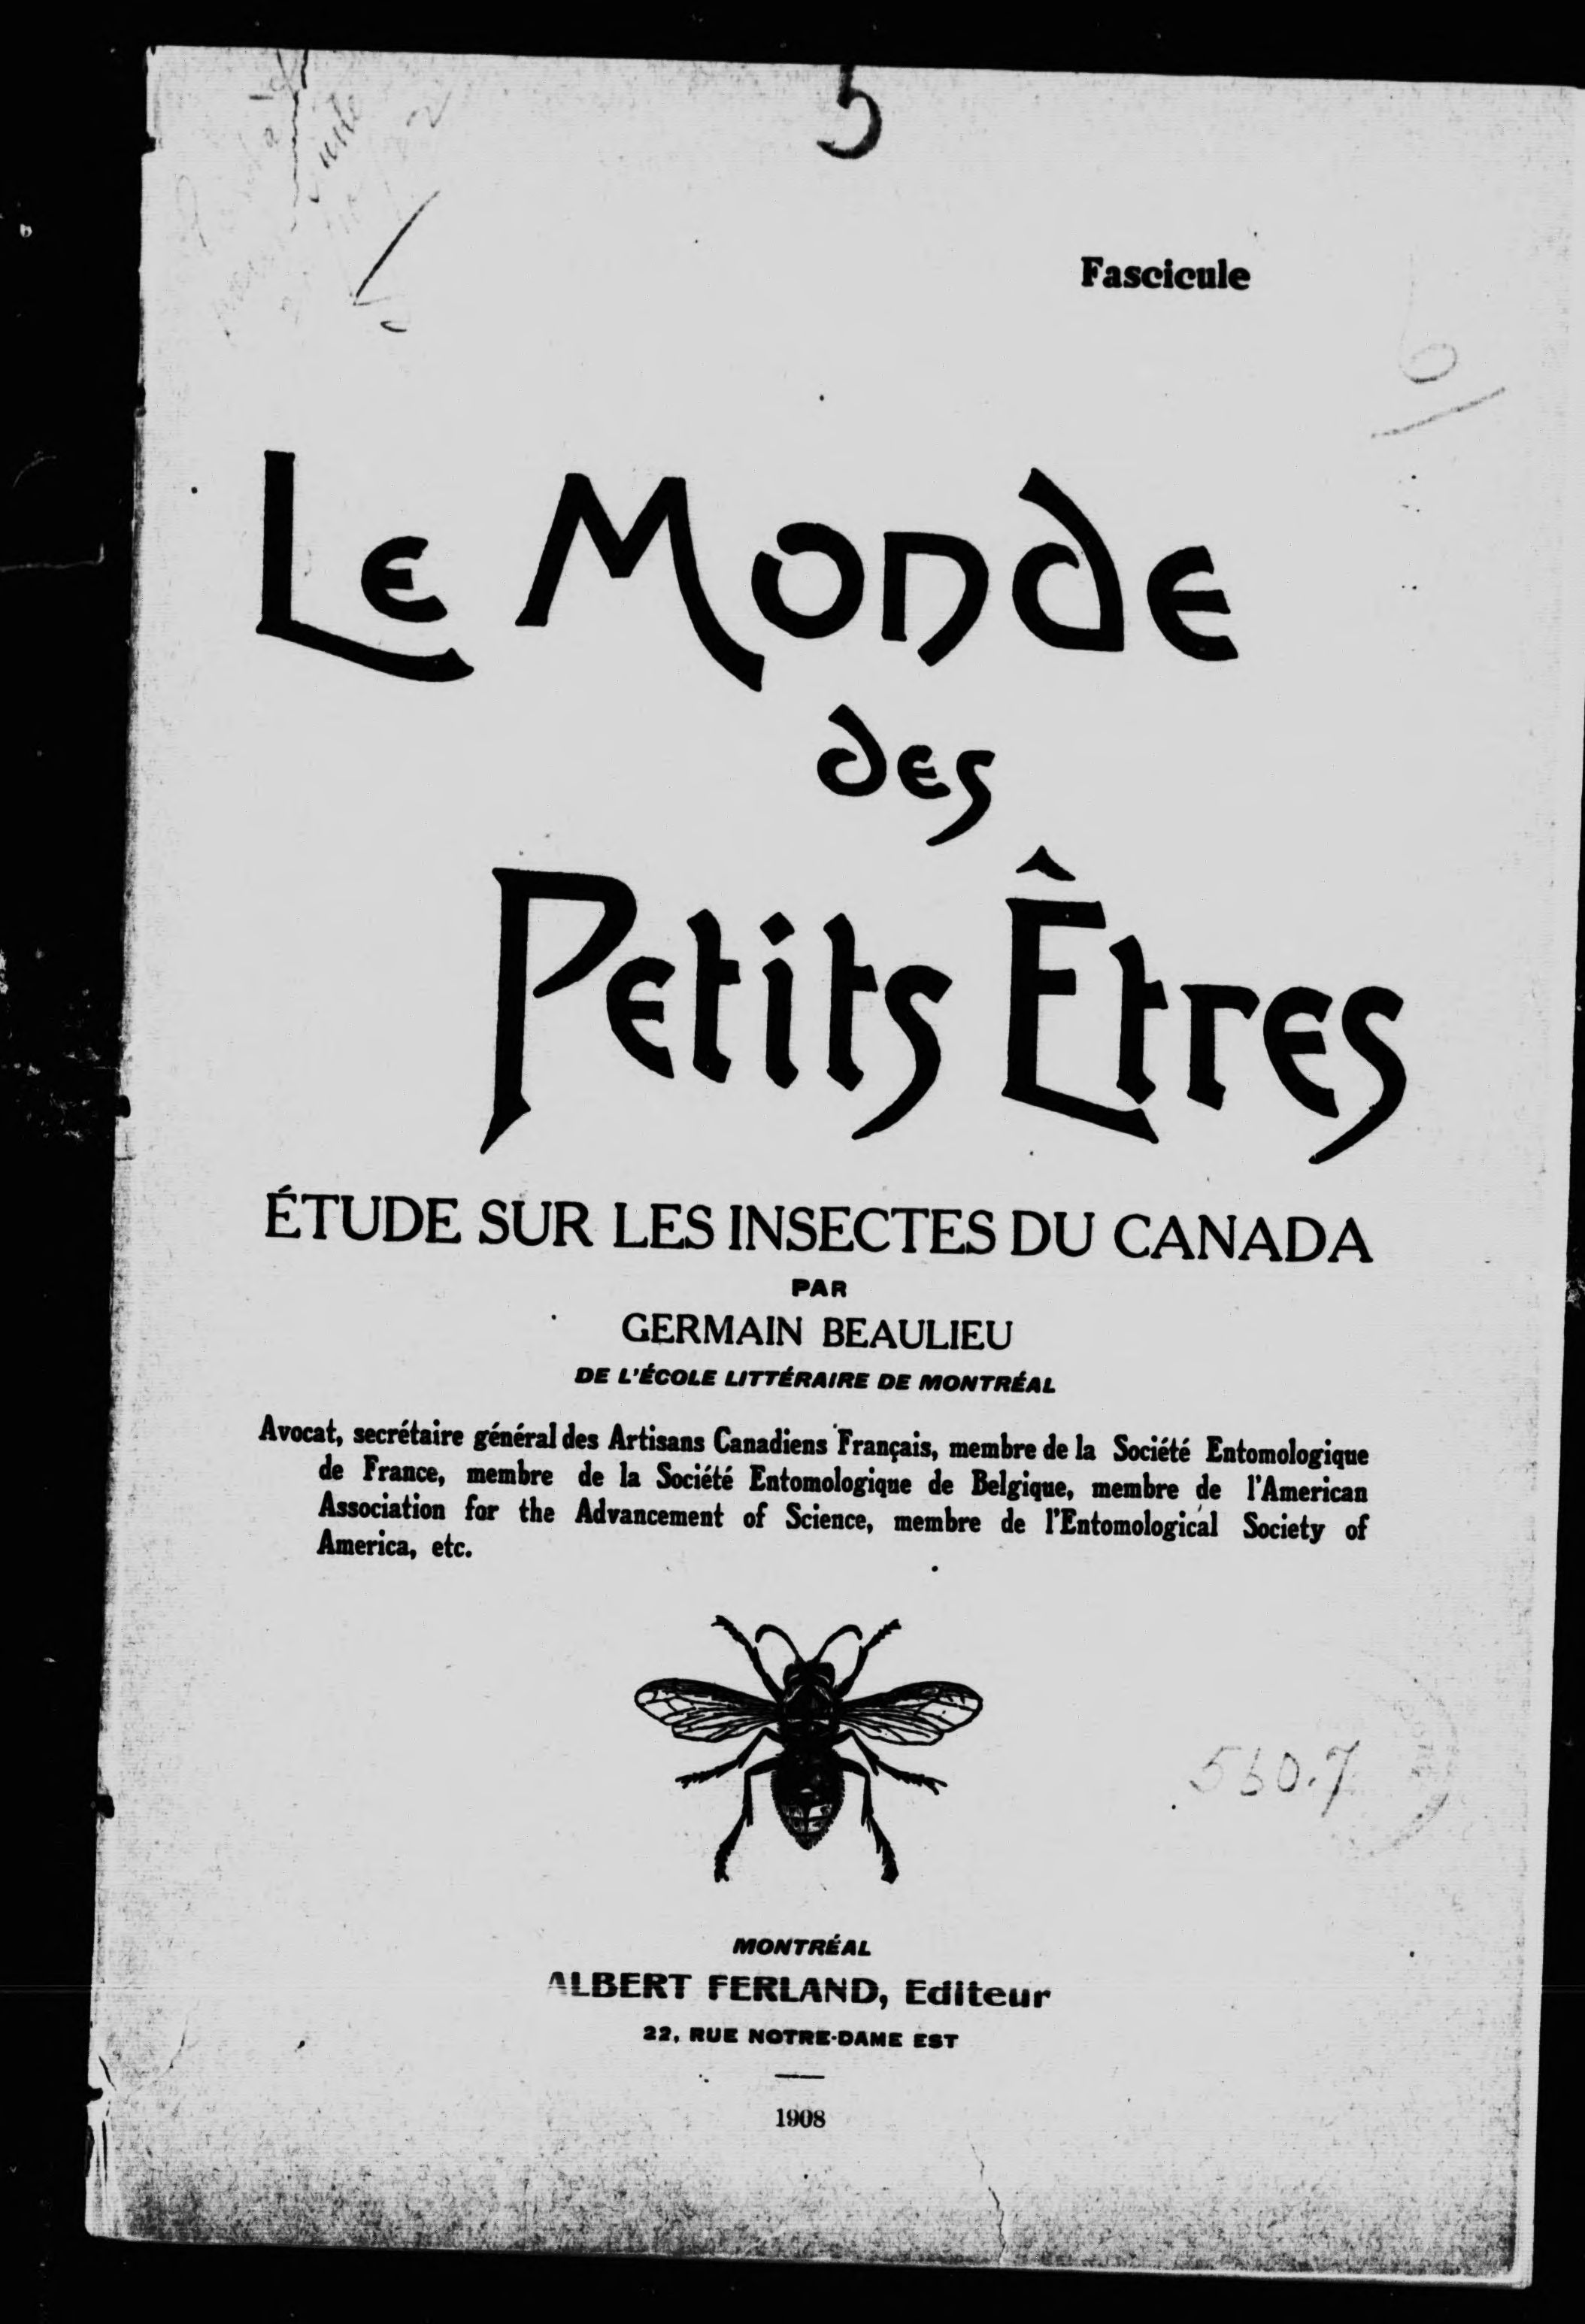 5
Fascicule
Le Monde
des
Petits Êtres
ÉTUDE SUR LES INSECTES DU CANADA
PAR
GERMAIN BEAULIEU
DE L'ÉCOLE LITTÉRAIRE DE MONTRÉAL
Avocat, secrétaire général des Artisans Canadiens Français, membre de la Société Entomologique
de France, membre de la Société Entomologique de Belgique, membre de l'American
Association for the Advancement of Science, membre de l'Entomological Society of
America, etc.
560.7
MONTRÉAL
ALBERT FERLAND, Editeur
22, RUE NOTRE-DAME EST
1908